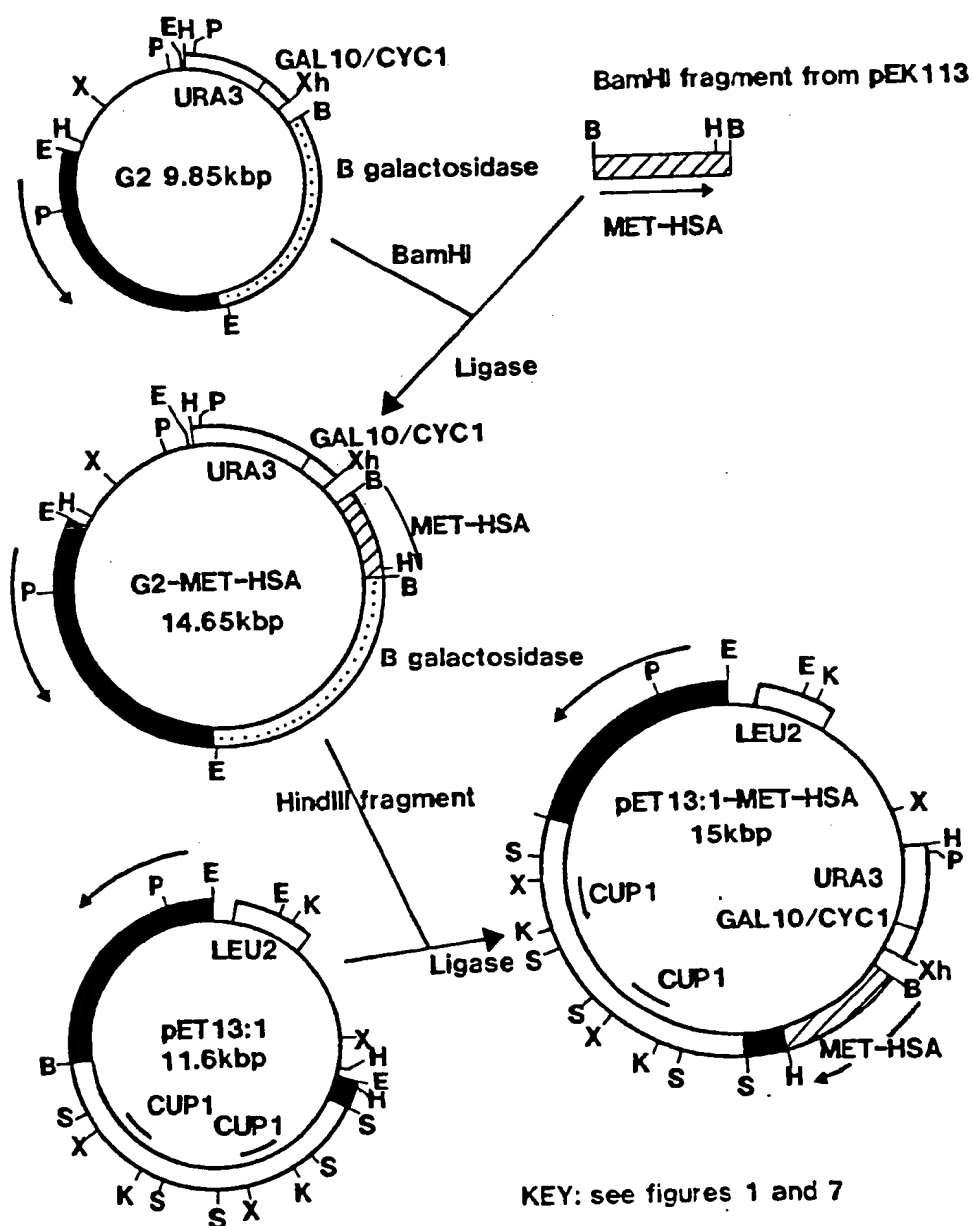 EH
P P
GAL10/CYC1
X
URA3
Xh
B
H
E
G2 9.85kbp
B galactosidase
P
E
BamHI fragment from pEK113
B H B
MET-HSA
BamHI
Ligase
E H P
P
GAL10/CYC1
X
URA3
Xh
B
H
E
MET-HSA
P
G2-MET-HSA
14.65kbp
H
B
B galactosidase
E
HindIII fragment
Ligase
P E
E K
LEU2
pET13:1-MET-HSA
15kbp
X
H
P
URA3
GAL10/CYC1
S
X
CUP1
K
S
CUP1
Xh
B
S
X
K
S
S
H
MET-HSA
P E
E K
LEU2
pET13:1
11.6kbp
X
H
E
H
S
B
CUP1
CUP1
S
X
K
S
S
X
K
S
KEY: see figures 1 and 7